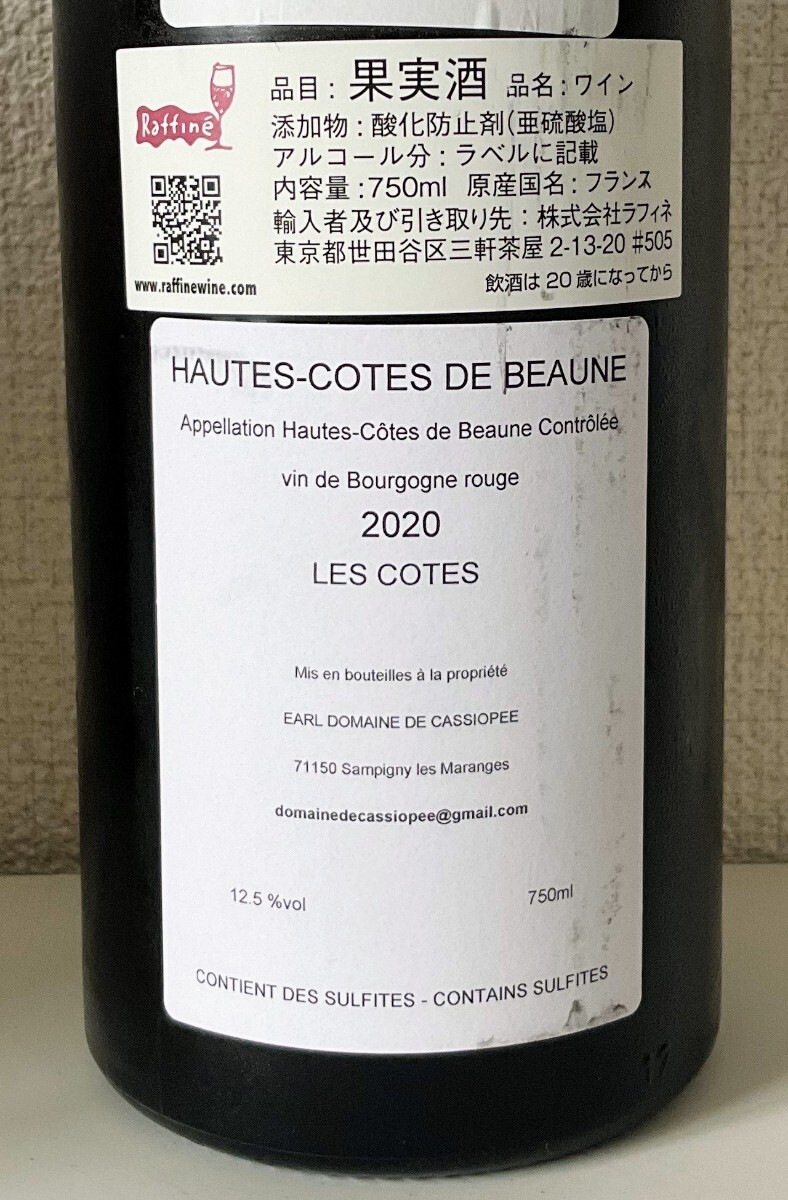 Raffiné
www.raffinewine.com
品目 : 果実酒 品名 : ワイン
添加物 : 酸化防止剤(亜硫酸塩)
アルコール分 : ラベルに記載
内容量 : 750ml 原産国名 : フランス
輸入者及び引き取り先 : 株式会社ラフィネ
東京都世田谷区三軒茶屋 2-13-20 #505
飲酒は 20 歳になってから
HAUTES-COTES DE BEAUNE
Appellation Hautes-Côtes de Beaune Contrôlée
vin de Bourgogne rouge
2020
LES COTES
Mis en bouteilles à la propriété
EARL DOMAINE DE CASSIOPEE
71150 Sampigny les Maranges
domainedecassiopee@gmail.com
12.5 %vol 750ml
CONTIENT DES SULFITES - CONTAINS SULFITES